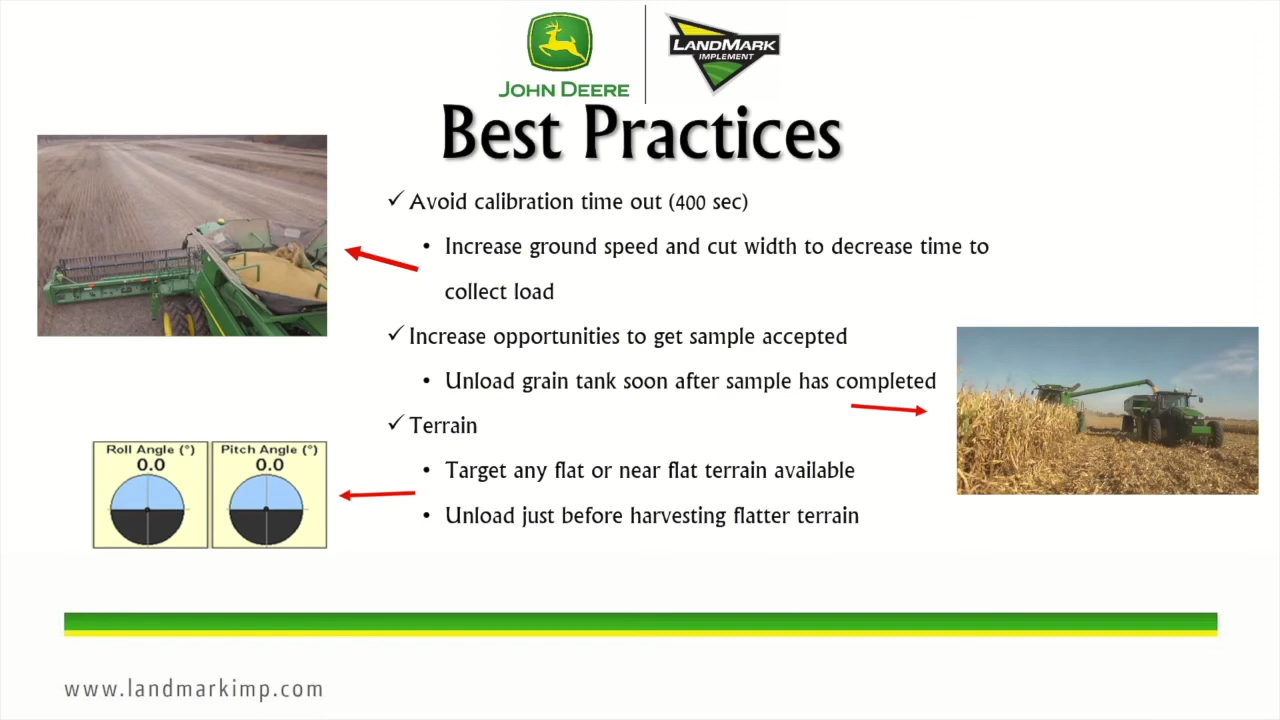 JOHN DEERE
LANDMARK
IMPLEMENT
Best Practices
✓ Avoid calibration time out (400 sec)
• Increase ground speed and cut width to decrease time to
collect load
✓ Increase opportunities to get sample accepted
• Unload grain tank soon after sample has completed
✓ Terrain
• Target any flat or near flat terrain available
• Unload just before harvesting flatter terrain
Roll Angle (°)
0.0
Pitch Angle (°)
0.0
www.landmarkimp.com